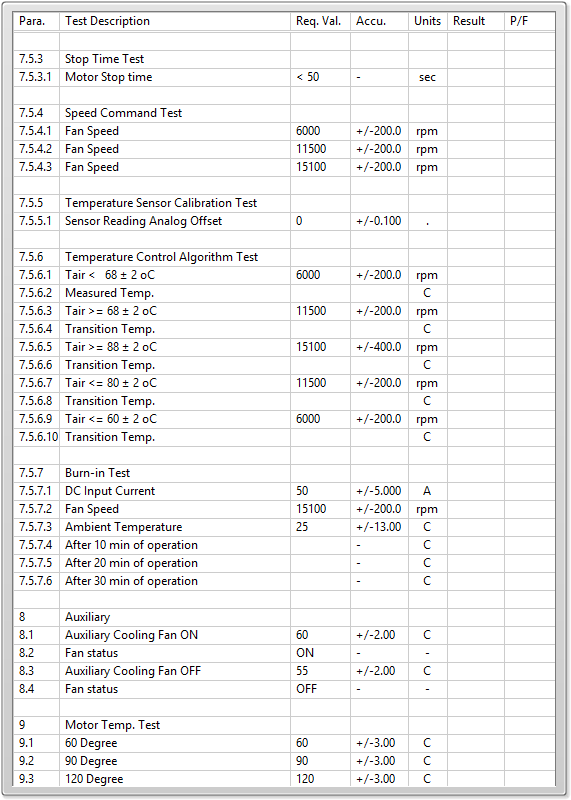 Para. Test Description Req. Val. Accu. Units Result P/F
7.5.3 Stop Time Test
7.5.3.1 Motor Stop time < 50 - sec
7.5.4 Speed Command Test
7.5.4.1 Fan Speed 6000 +/-200.0 rpm
7.5.4.2 Fan Speed 11500 +/-200.0 rpm
7.5.4.3 Fan Speed 15100 +/-200.0 rpm
7.5.5 Temperature Sensor Calibration Test
7.5.5.1 Sensor Reading Analog Offset 0 +/-0.100 .
7.5.6 Temperature Control Algorithm Test
7.5.6.1 Tair < 68 ± 2 oC 6000 +/-200.0 rpm
7.5.6.2 Measured Temp. C
7.5.6.3 Tair >= 68 ± 2 oC 11500 +/-200.0 rpm
7.5.6.4 Transition Temp. C
7.5.6.5 Tair >= 88 ± 2 oC 15100 +/-400.0 rpm
7.5.6.6 Transition Temp. C
7.5.6.7 Tair <= 80 ± 2 oC 11500 +/-200.0 rpm
7.5.6.8 Transition Temp. C
7.5.6.9 Tair <= 60 ± 2 oC 6000 +/-200.0 rpm
7.5.6.10 Transition Temp. C
7.5.7 Burn-in Test
7.5.7.1 DC Input Current 50 +/-5.000 A
7.5.7.2 Fan Speed 15100 +/-200.0 rpm
7.5.7.3 Ambient Temperature 25 +/-13.00 C
7.5.7.4 After 10 min of operation - C
7.5.7.5 After 20 min of operation - C
7.5.7.6 After 30 min of operation - C
8 Auxiliary
8.1 Auxiliary Cooling Fan ON 60 +/-2.00 C
8.2 Fan status ON - -
8.3 Auxiliary Cooling Fan OFF 55 +/-2.00 C
8.4 Fan status OFF - -
9 Motor Temp. Test
9.1 60 Degree 60 +/-3.00 C
9.2 90 Degree 90 +/-3.00 C
9.3 120 Degree 120 +/-3.00 C